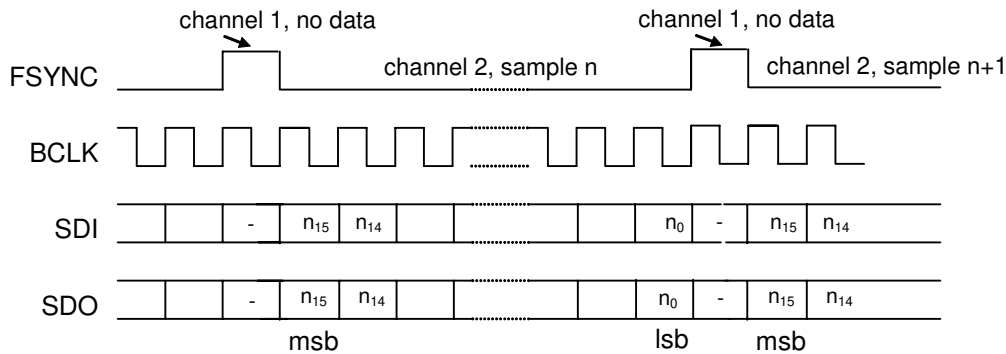 channel 1, no data channel 1, no data
FSYNC channel 2, sample n channel 2, sample n+1
BCLK
SDI - n₁₅ n₁₄ n₀ - n₁₅ n₁₄
SDO - n₁₅ n₁₄ n₀ - n₁₅ n₁₄
msb lsb msb